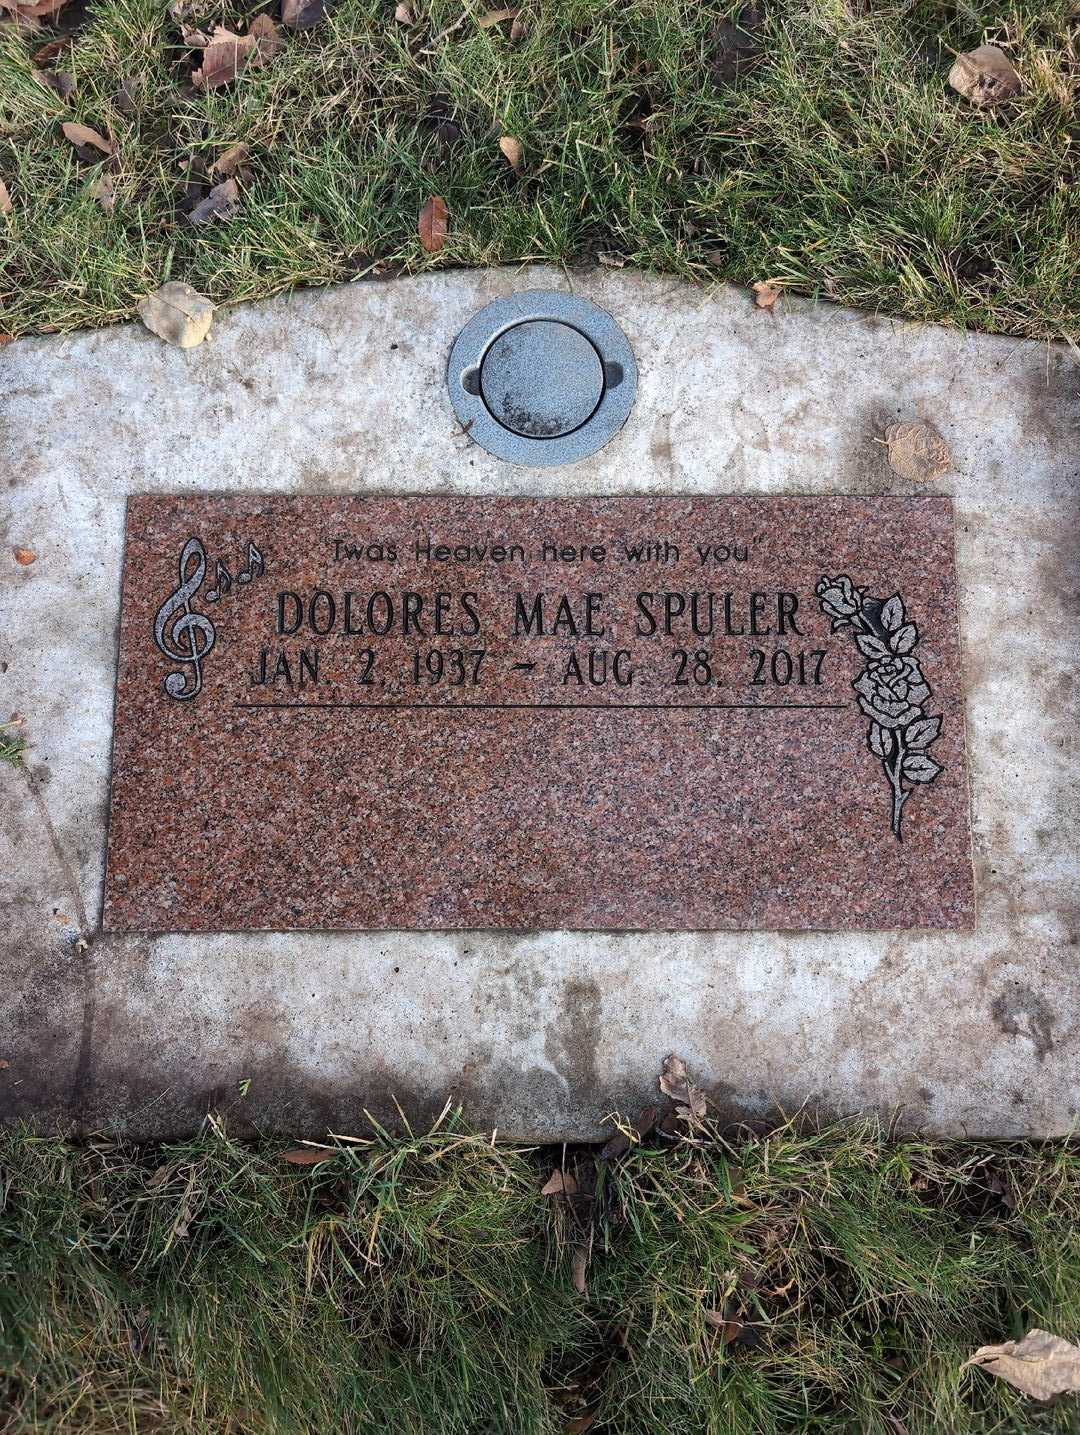 "Twas Heaven here with you"
DOLORES MAE SPULER
JAN. 2, 1937 ~ AUG. 28, 2017